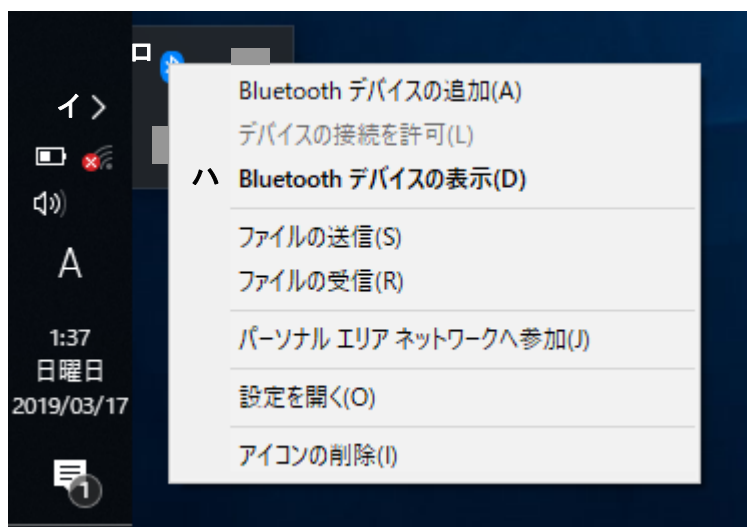 ロ
イ
A
1:37
日曜日
2019/03/17
1
Bluetooth デバイスの追加(A)
デバイスの接続を許可(L)
ハ Bluetooth デバイスの表示(D)
ファイルの送信(S)
ファイルの受信(R)
パーソナル エリア ネットワークへ参加(J)
設定を開く(O)
アイコンの削除(I)